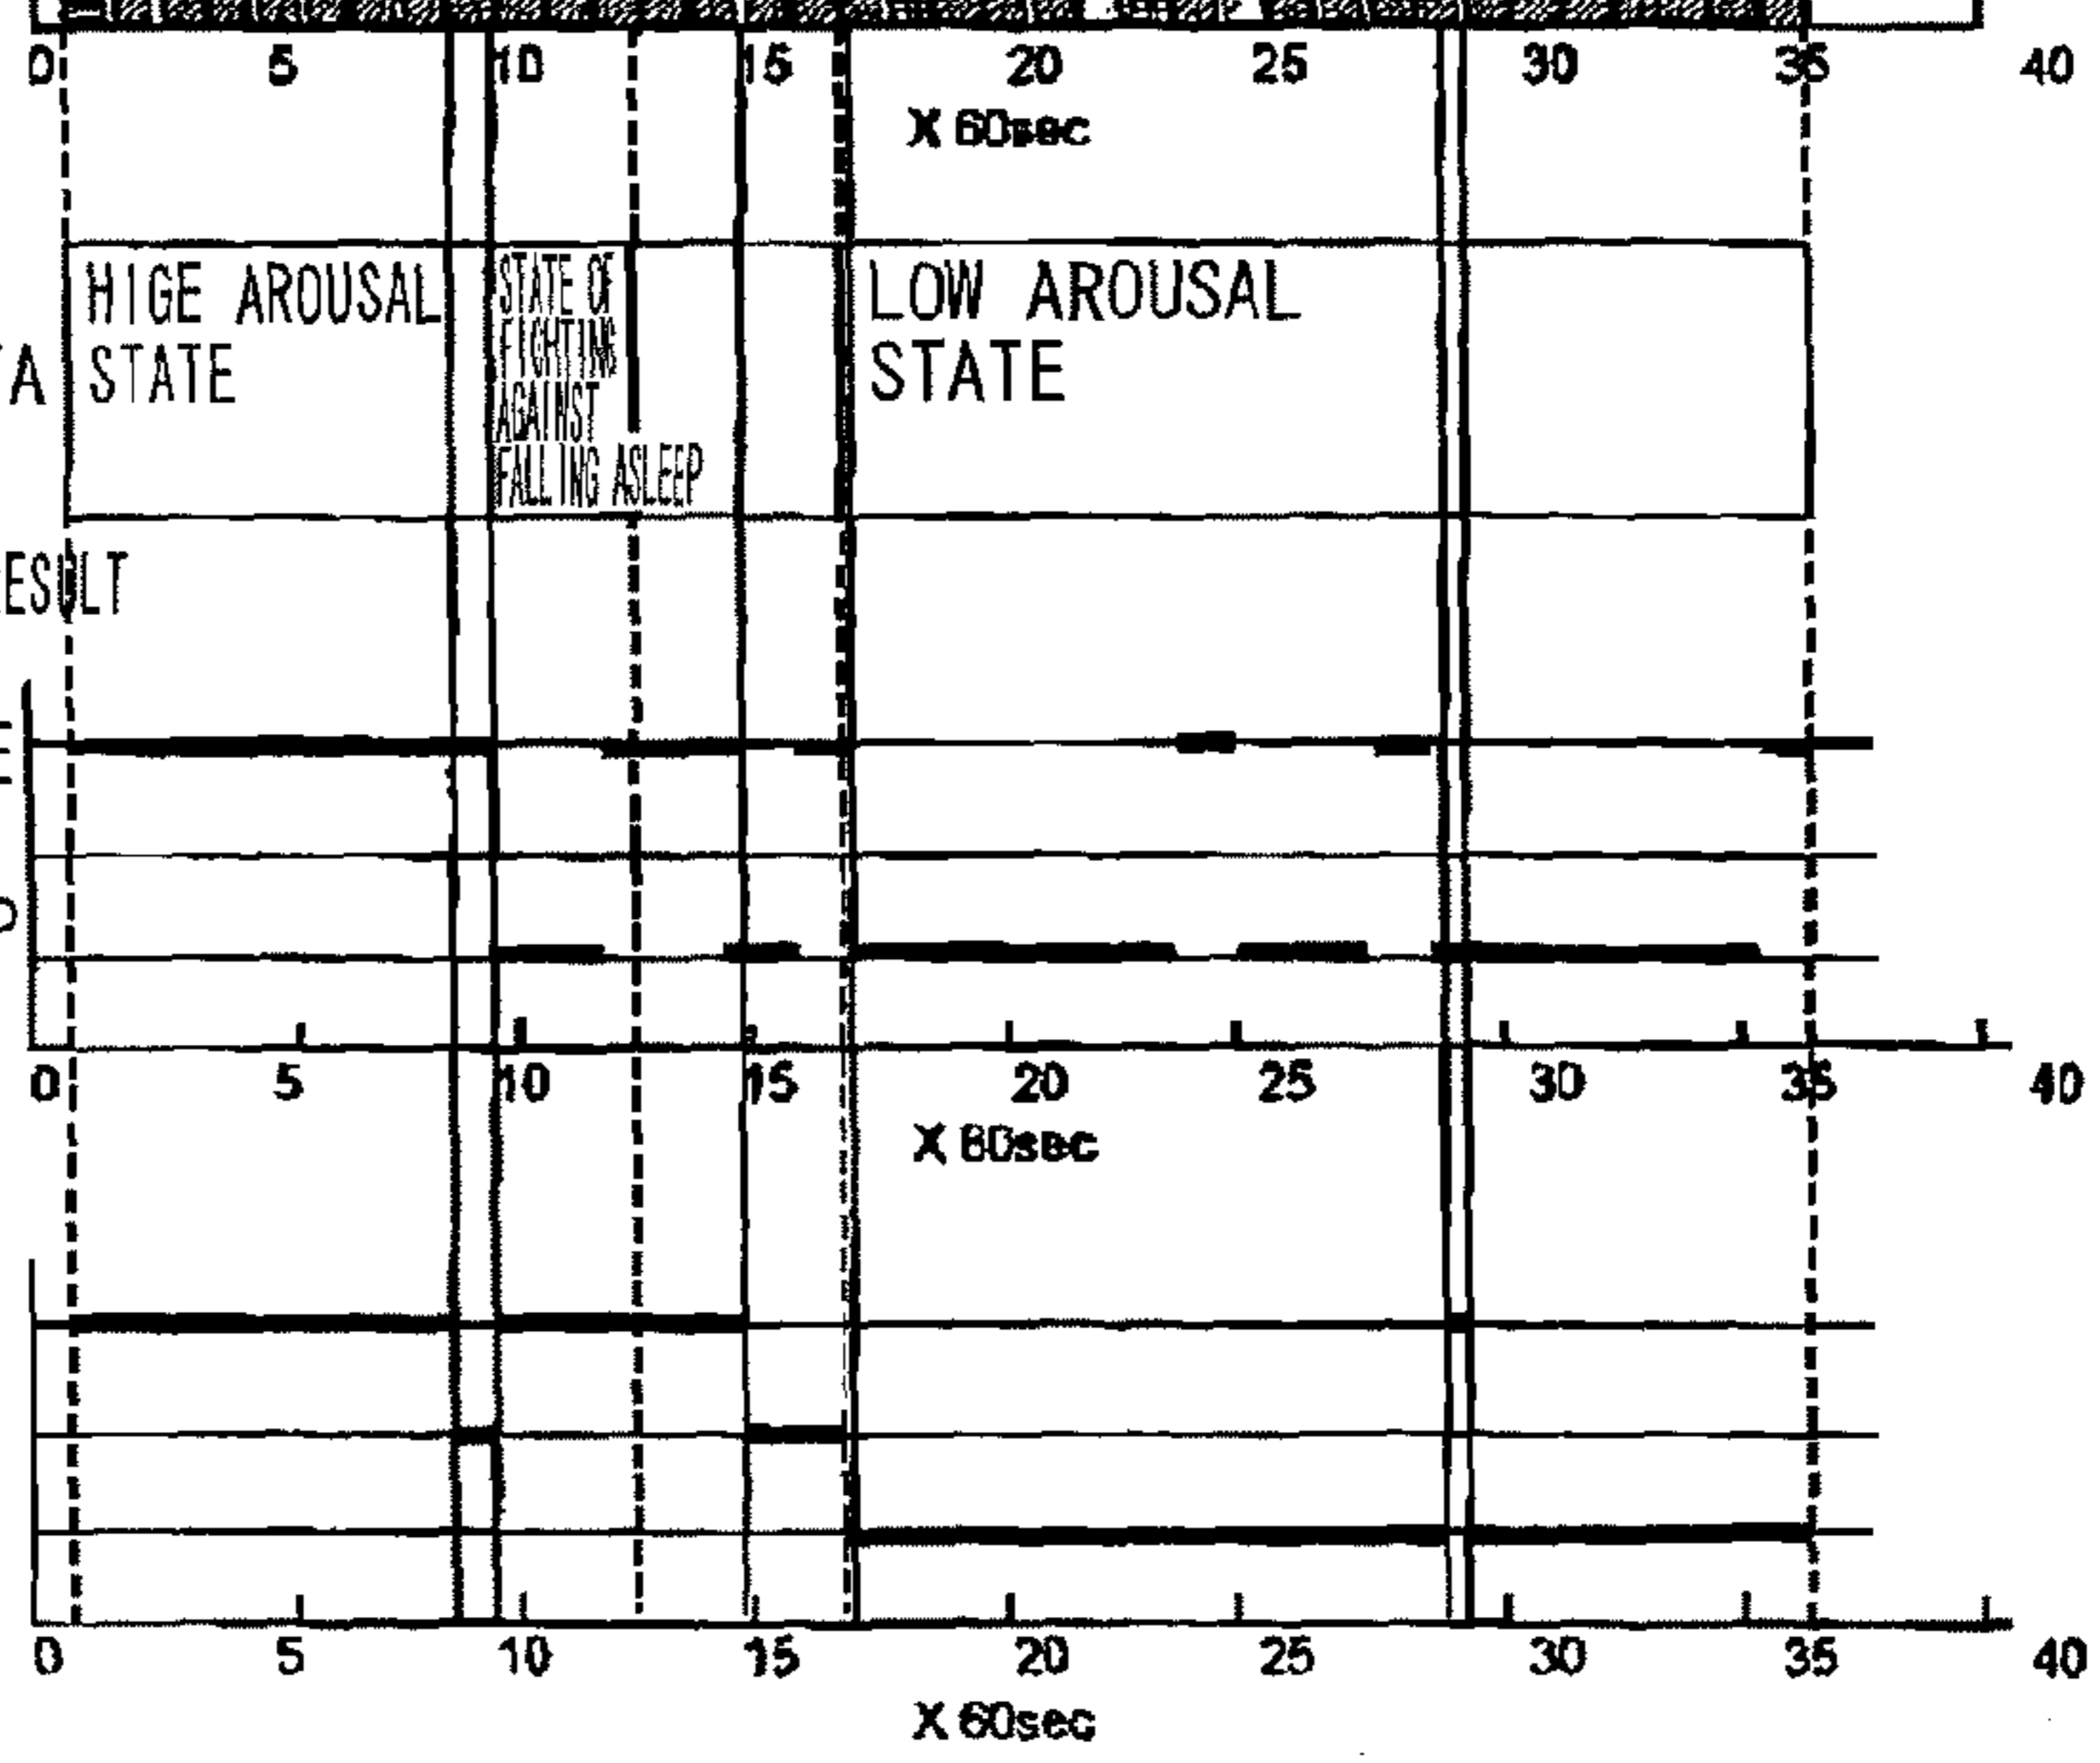 0 5 10 15 20 25 30 35 40
X 60sec
HIGE AROUSAL
STATE
STATE OF
FIGHTING
AGAINST
FALLING ASLEEP
LOW AROUSAL
STATE
TA
RESULT
0 5 10 15 20 25 30 35 40
X 60sec
0 5 10 15 20 25 30 35 40
X 60sec